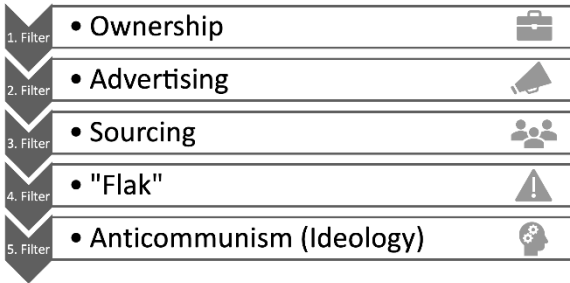 1. Filter • Ownership
2. Filter • Advertising
3. Filter • Sourcing
4. Filter • "Flak"
5. Filter • Anticommunism (Ideology)